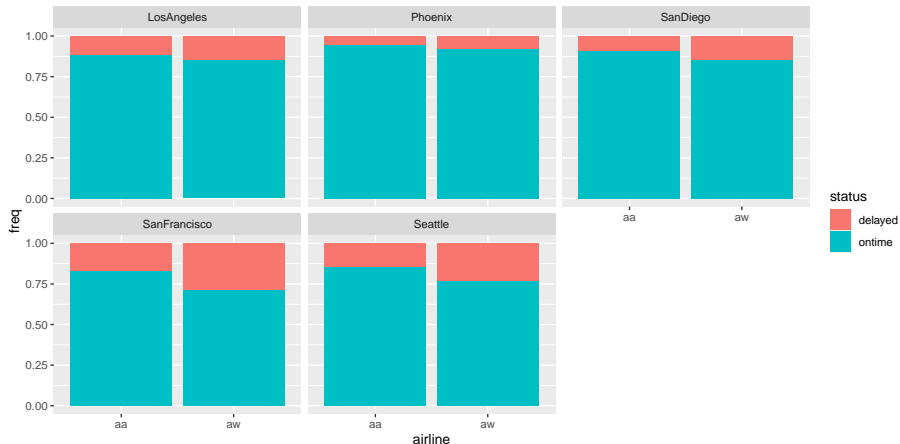 LosAngeles
Phoenix
SanDiego
1.00
0.75
0.50
0.25
0.00
aa
aw
SanFrancisco
Seattle
1.00
0.75
0.50
0.25
0.00
aa
aw
aa
aw
airline
freq
status
delayed
ontime